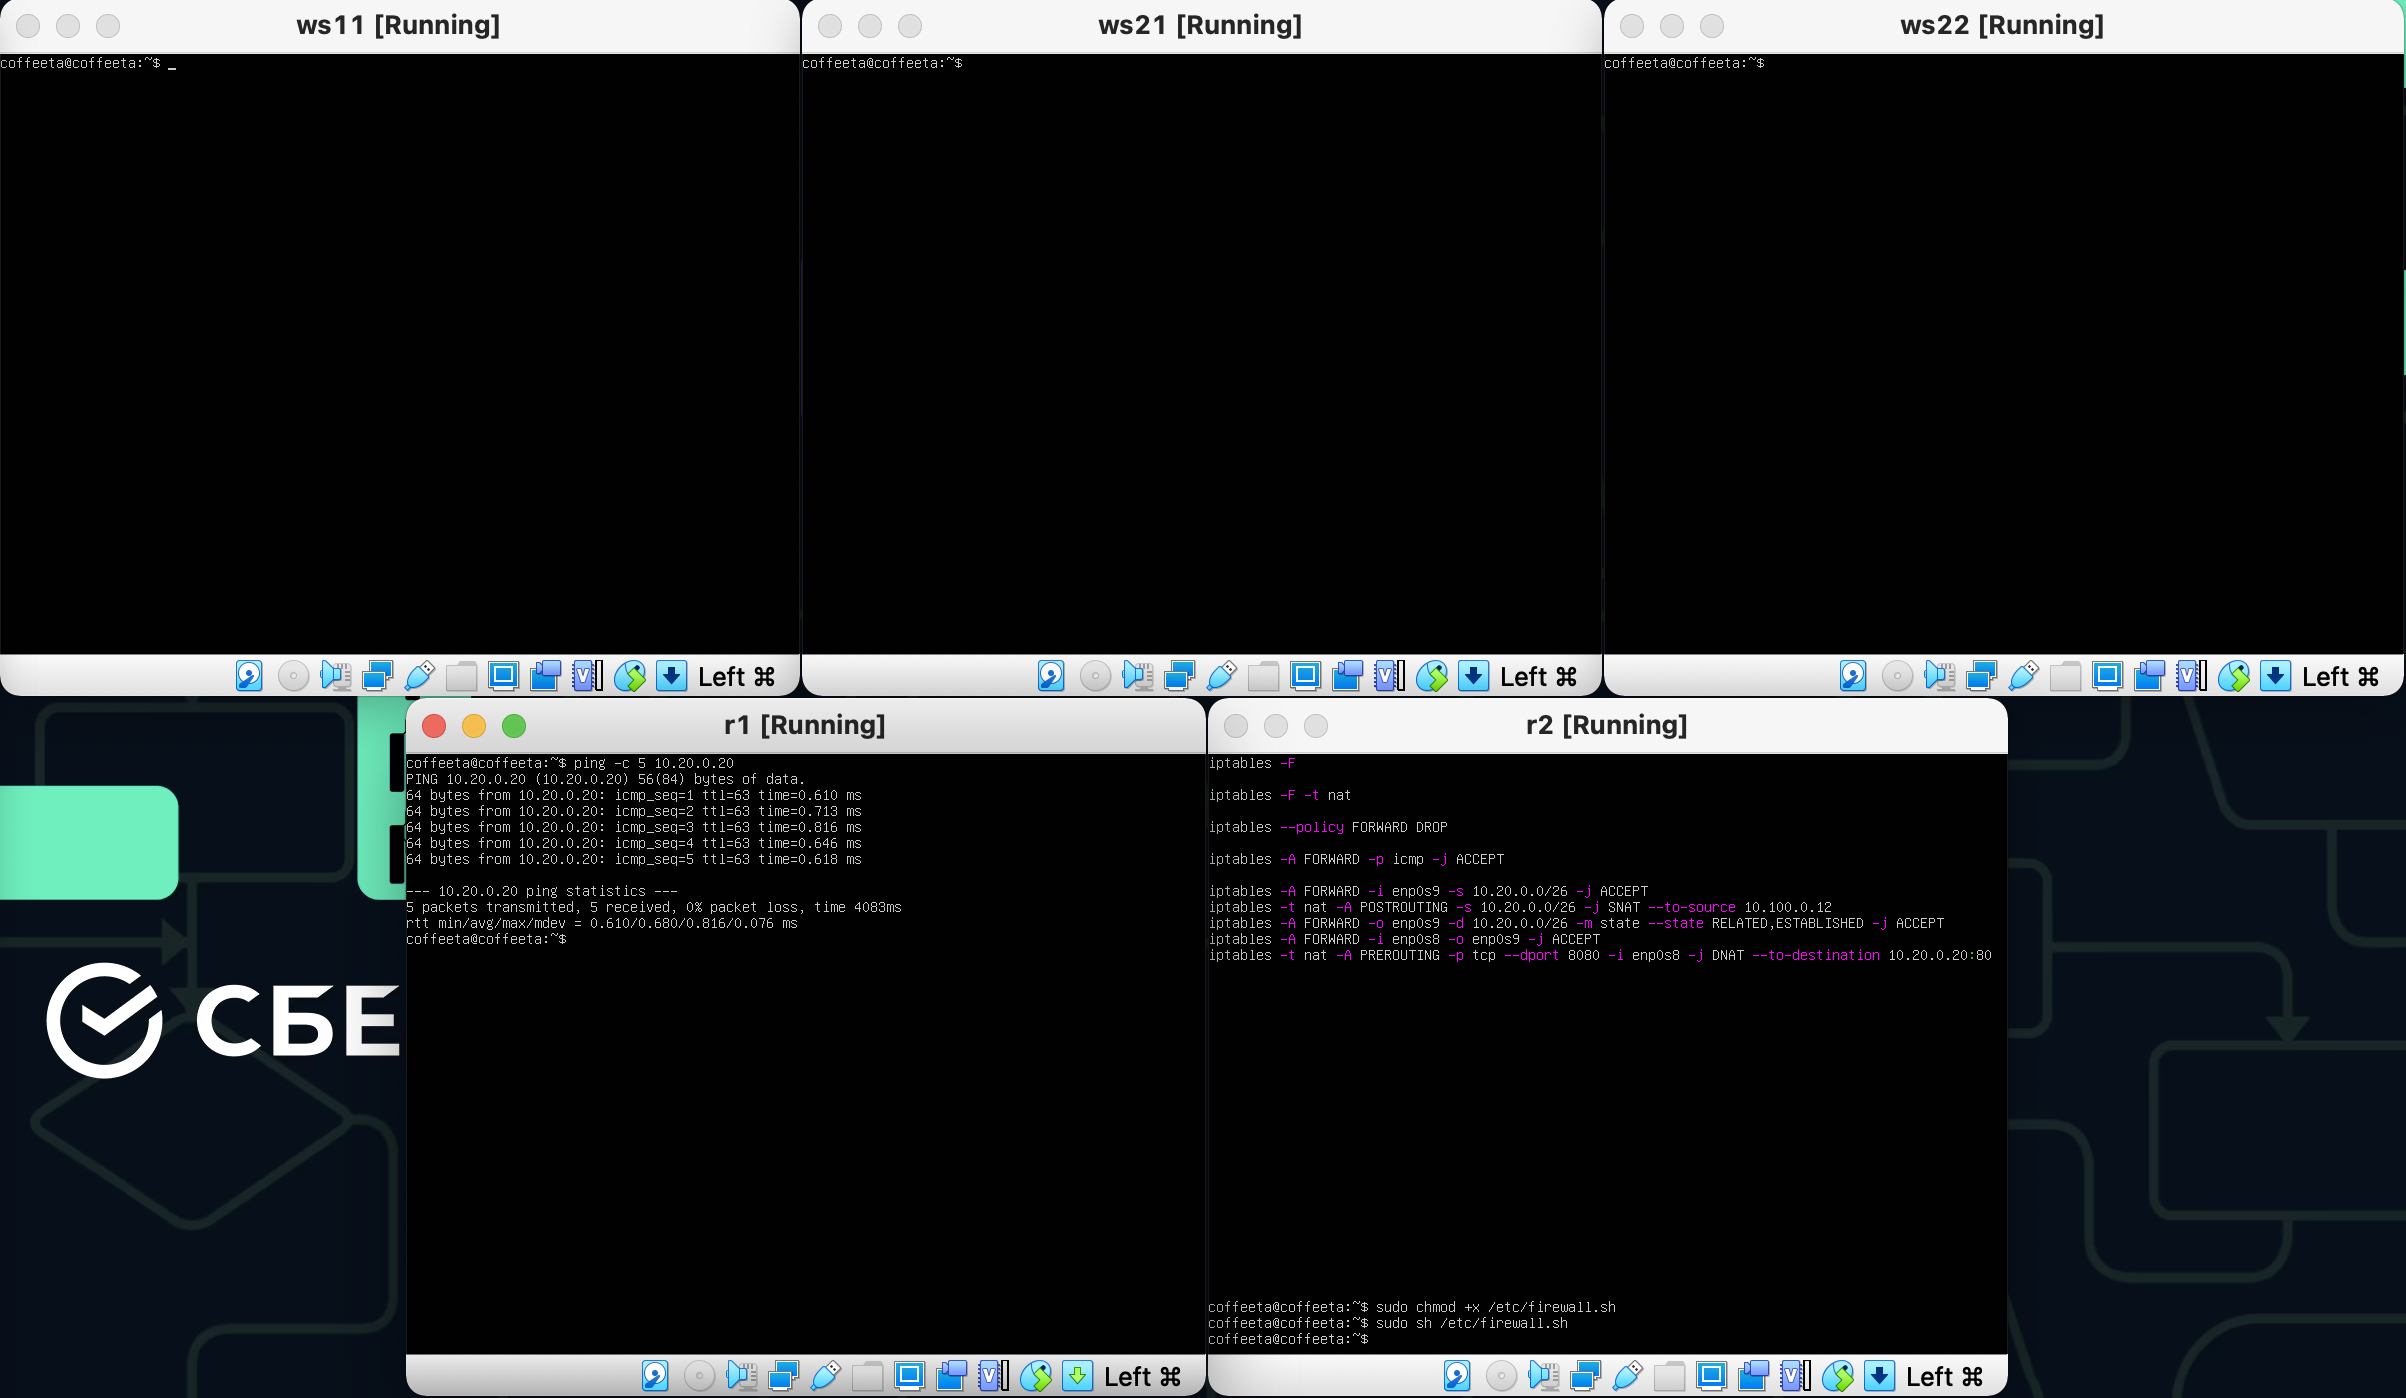 ws11 [Running]
coffeeta@coffeeta:~$ _
Left ⌘
ws21 [Running]
coffeeta@coffeeta:~$
Left ⌘
ws22 [Running]
coffeeta@coffeeta:~$
Left ⌘
СБЕ
r1 [Running]
coffeeta@coffeeta:~$ ping -c 5 10.20.0.20
PING 10.20.0.20 (10.20.0.20) 56(84) bytes of data.
64 bytes from 10.20.0.20: icmp_seq=1 ttl=63 time=0.610 ms
64 bytes from 10.20.0.20: icmp_seq=2 ttl=63 time=0.713 ms
64 bytes from 10.20.0.20: icmp_seq=3 ttl=63 time=0.816 ms
64 bytes from 10.20.0.20: icmp_seq=4 ttl=63 time=0.646 ms
64 bytes from 10.20.0.20: icmp_seq=5 ttl=63 time=0.618 ms
--- 10.20.0.20 ping statistics ---
5 packets transmitted, 5 received, 0% packet loss, time 4083ms
rtt min/avg/max/mdev = 0.610/0.680/0.816/0.076 ms
coffeeta@coffeeta:~$
Left ⌘
r2 [Running]
iptables -F
iptables -F -t nat
iptables --policy FORWARD DROP
iptables -A FORWARD -p icmp -j ACCEPT
iptables -A FORWARD -i enp0s9 -s 10.20.0.0/26 -j ACCEPT
iptables -t nat -A POSTROUTING -s 10.20.0.0/26 -j SNAT --to-source 10.100.0.12
iptables -A FORWARD -o enp0s9 -d 10.20.0.0/26 -m state --state RELATED,ESTABLISHED -j ACCEPT
iptables -A FORWARD -i enp0s8 -o enp0s9 -j ACCEPT
iptables -t nat -A PREROUTING -p tcp --dport 8080 -i enp0s8 -j DNAT --to-destination 10.20.0.20:80
coffeeta@coffeeta:~$ sudo chmod +x /etc/firewall.sh
coffeeta@coffeeta:~$ sudo sh /etc/firewall.sh
coffeeta@coffeeta:~$
Left ⌘